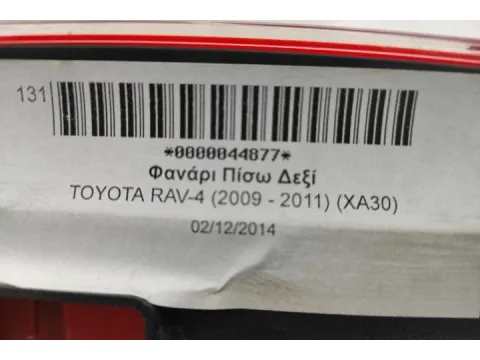 131
*0000044877*
Φανάρι Πίσω Δεξί
TOYOTA RAV-4 (2009 - 2011) (XA30)
02/12/2014